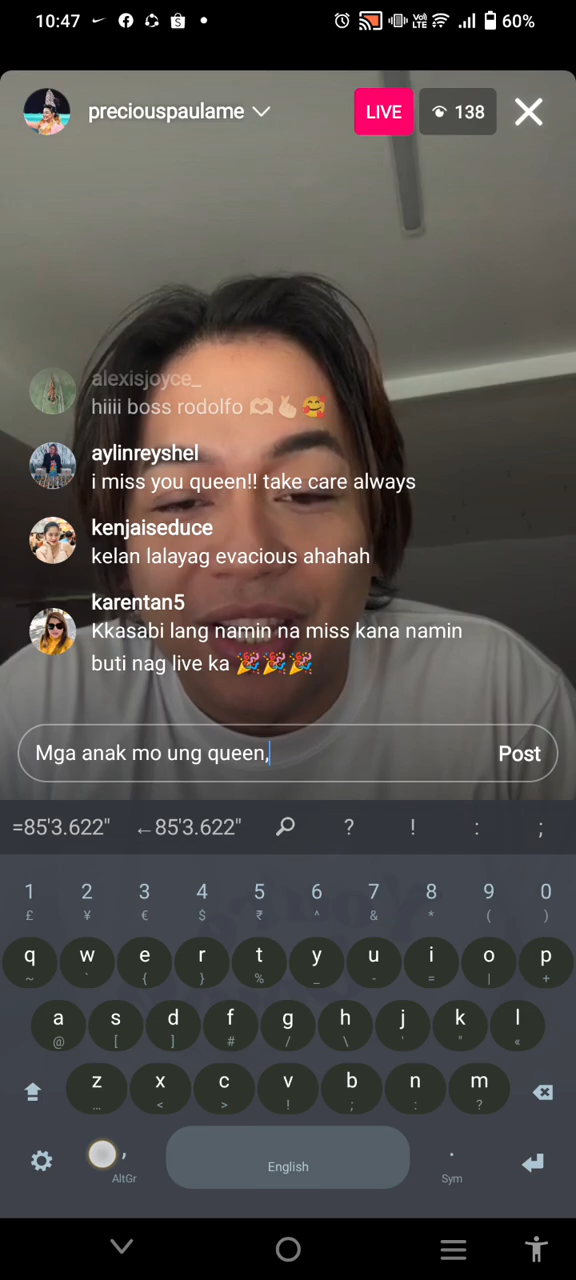 10:47
VoD LTE 60%
preciouspaulame
LIVE
138
alexisjoyce_
hiiii boss rodolfo 🫶🫰🥰
aylinreyshel
i miss you queen!! take care always
kenjaiseduce
kelan lalayag evacious ahahah
karentan5
Kkasabi lang namin na miss kana namin
buti nag live ka 🎉🎉🎉
Mga anak mo ung queen,
Post
=85'3.622" ←85'3.622" ? ! : ;
1 2 3 4 5 6 7 8 9 0
£ ¥ € $ ₹ ^ & * ( )
q w e r t y u i o p
~ ` { } % _ - = | +
a s d f g h j k l
@ [ ] # / \ ' " «
z x c v b n m
… < > ! ; : ?
, .
AltGr English Sym